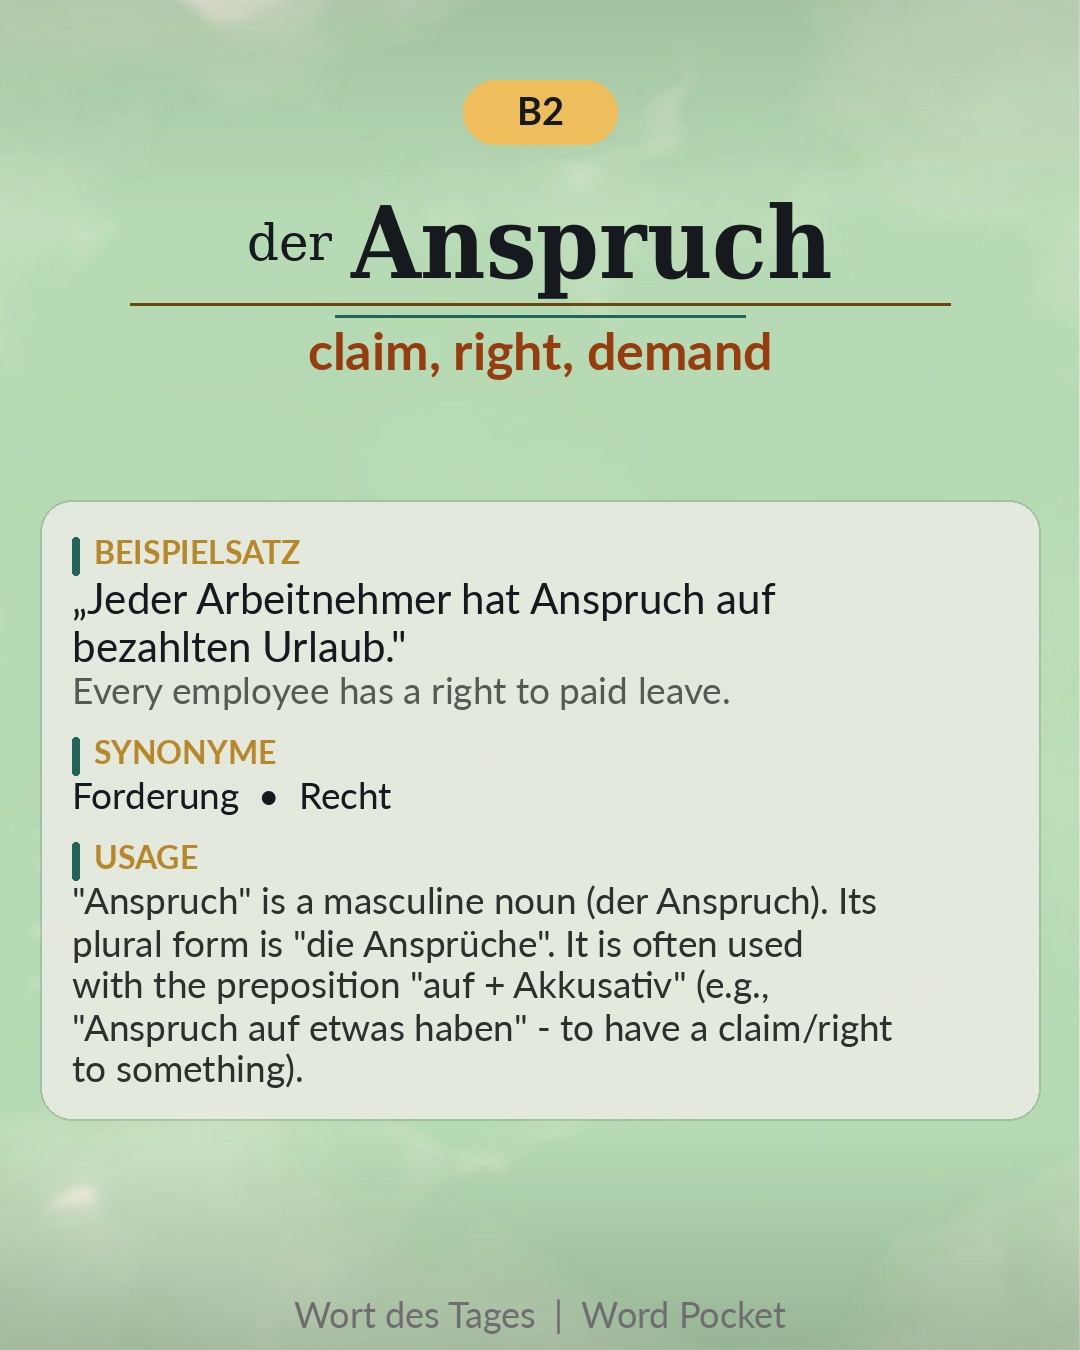 B2
der Anspruch
claim, right, demand
BEISPIELSATZ
„Jeder Arbeitnehmer hat Anspruch auf
bezahlten Urlaub."
Every employee has a right to paid leave.
SYNONYME
Forderung • Recht
USAGE
"Anspruch" is a masculine noun (der Anspruch). Its
plural form is "die Ansprüche". It is often used
with the preposition "auf + Akkusativ" (e.g.,
"Anspruch auf etwas haben" - to have a claim/right
to something).
Wort des Tages | Word Pocket